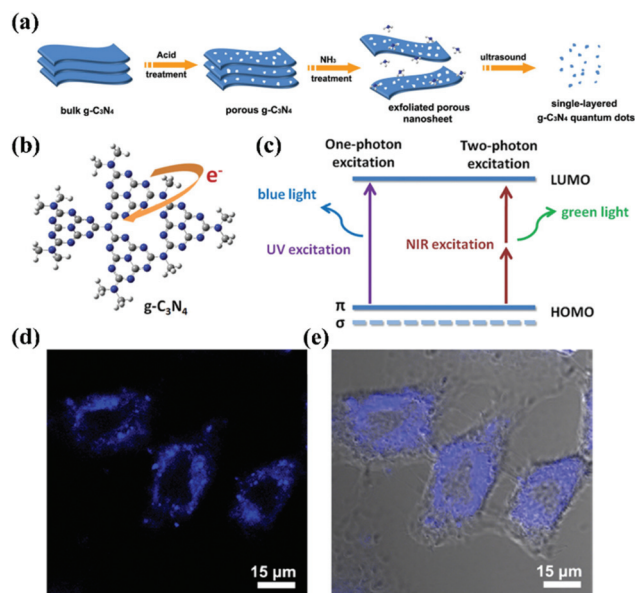 (a)
Acid
treatment
NH₃
treatment
ultrasound
bulk g-C₃N₄
porous g-C₃N₄
exfoliated porous
nanosheet
single-layered
g-C₃N₄ quantum dots
(b)
e⁻
g-C₃N₄
(c)
One-photon
excitation
Two-photon
excitation
LUMO
blue light
green light
UV excitation
NIR excitation
π
HOMO
σ
(d)
15 µm
(e)
15 µm